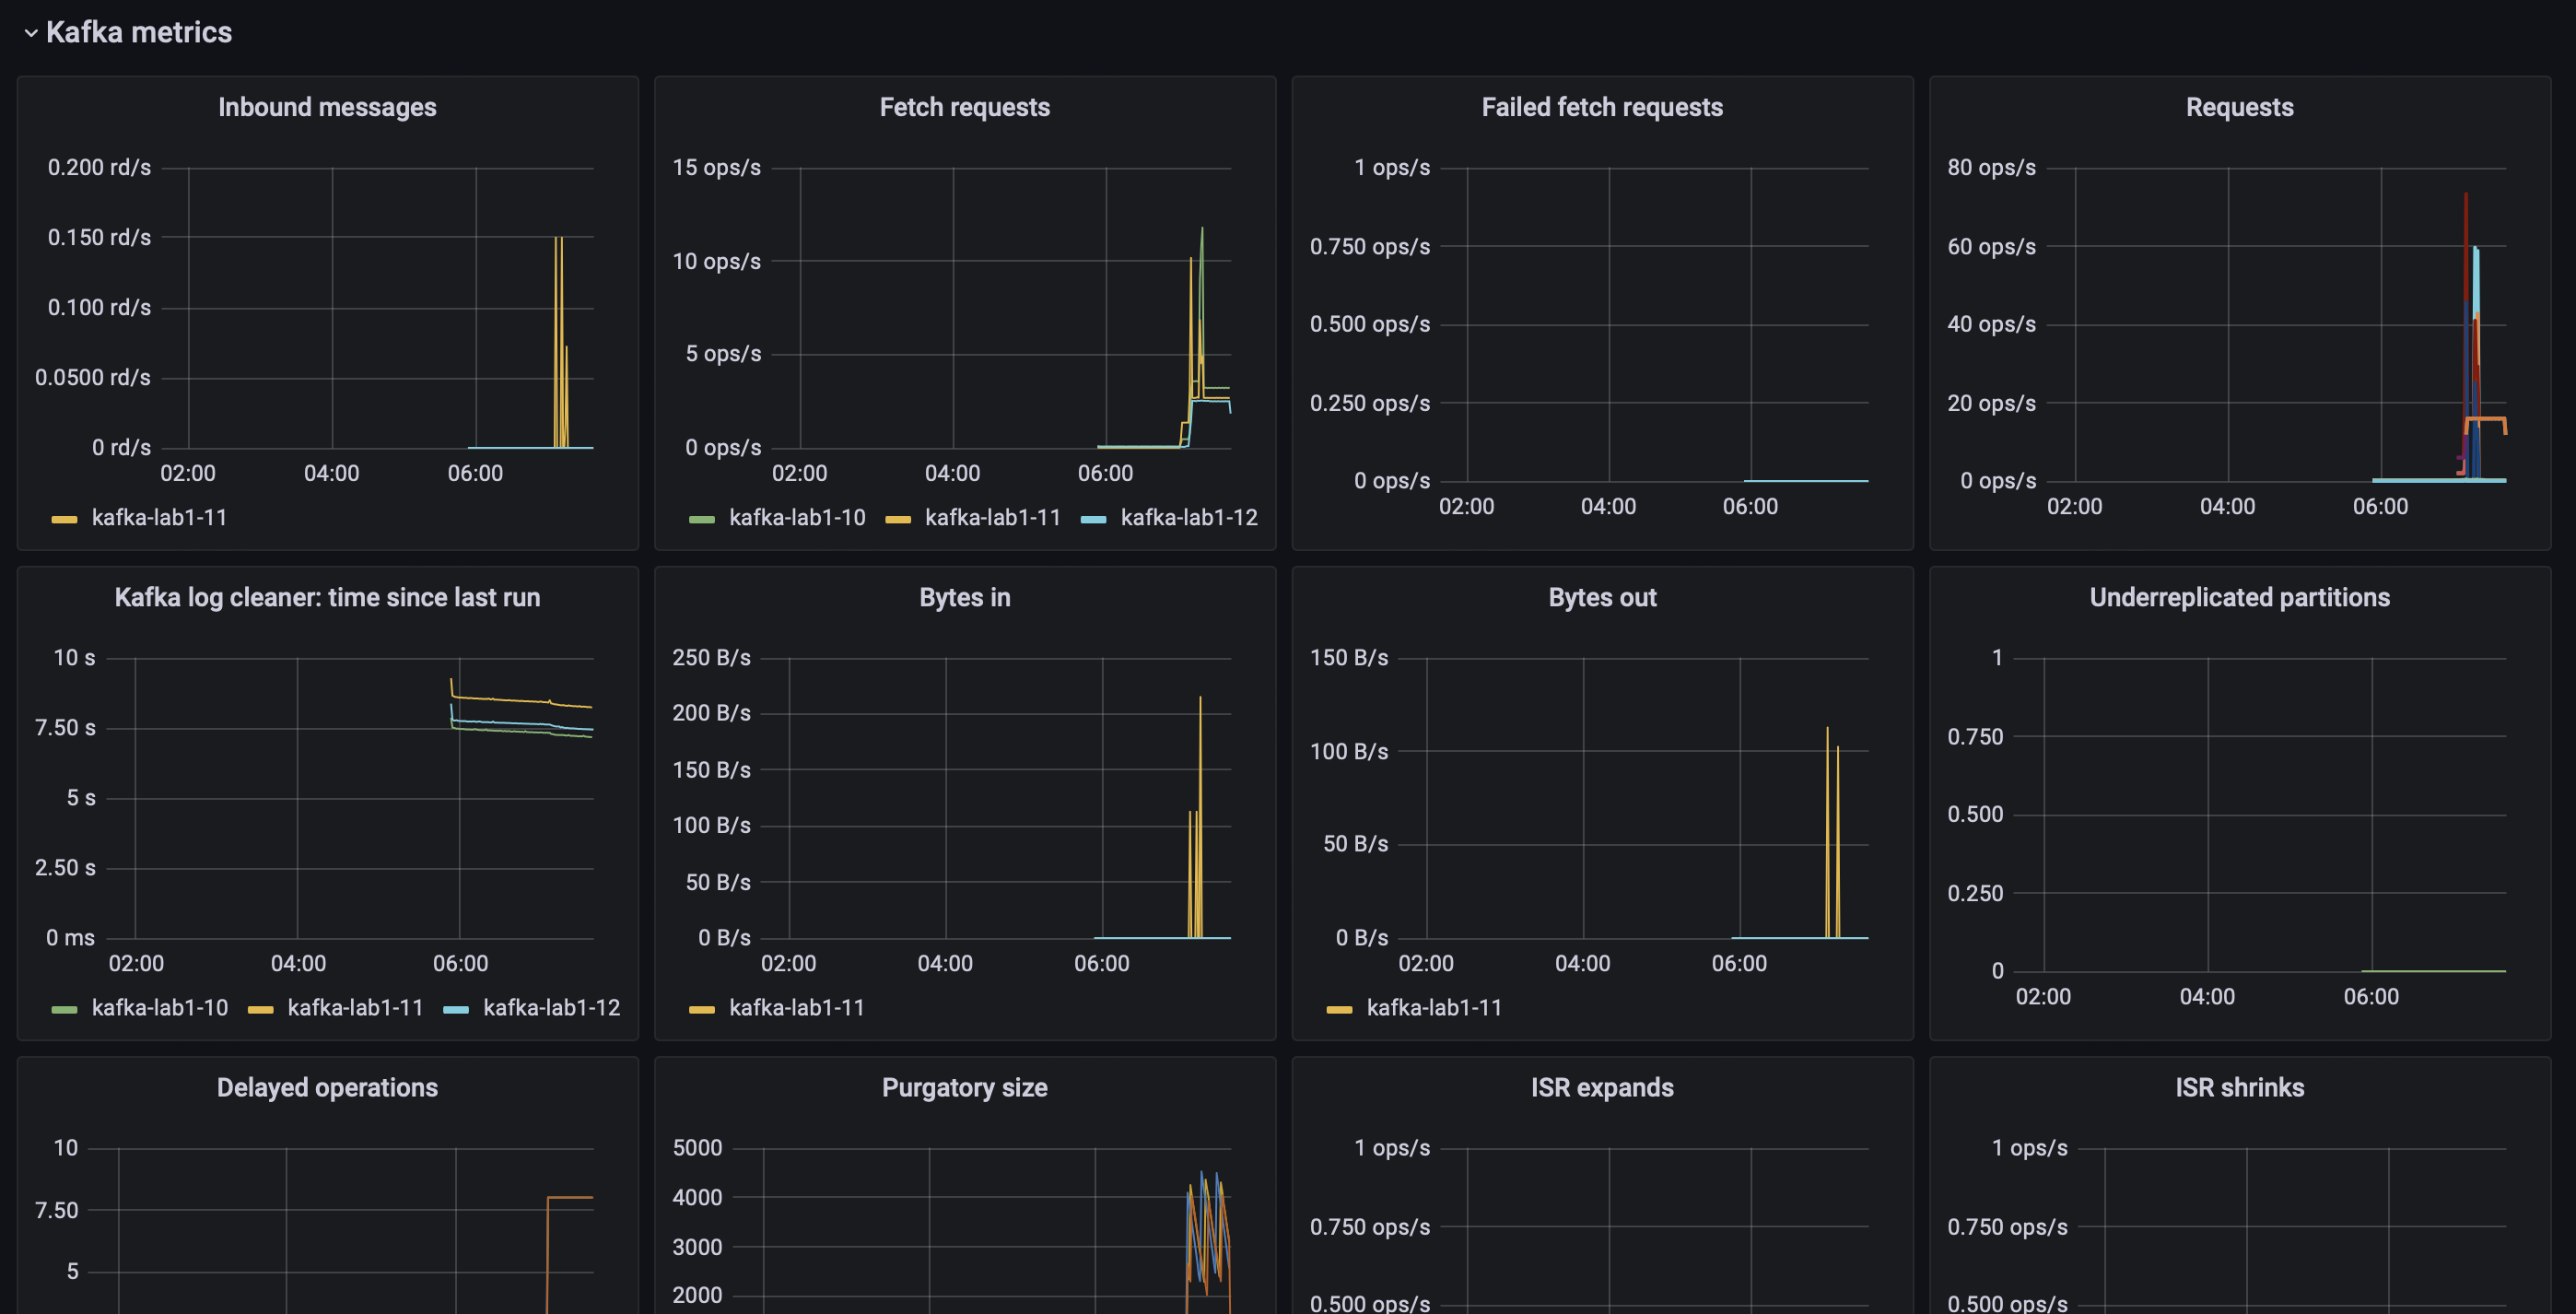 Kafka metrics
Inbound messages
0.200 rd/s
0.150 rd/s
0.100 rd/s
0.0500 rd/s
0 rd/s
02:00 04:00 06:00
kafka-lab1-11
Fetch requests
15 ops/s
10 ops/s
5 ops/s
0 ops/s
02:00 04:00 06:00
kafka-lab1-10 kafka-lab1-11 kafka-lab1-12
Failed fetch requests
1 ops/s
0.750 ops/s
0.500 ops/s
0.250 ops/s
0 ops/s
02:00 04:00 06:00
Requests
80 ops/s
60 ops/s
40 ops/s
20 ops/s
0 ops/s
02:00 04:00 06:00
Kafka log cleaner: time since last run
10 s
7.50 s
5 s
2.50 s
0 ms
02:00 04:00 06:00
kafka-lab1-10 kafka-lab1-11 kafka-lab1-12
Bytes in
250 B/s
200 B/s
150 B/s
100 B/s
50 B/s
0 B/s
02:00 04:00 06:00
kafka-lab1-11
Bytes out
150 B/s
100 B/s
50 B/s
0 B/s
02:00 04:00 06:00
kafka-lab1-11
Underreplicated partitions
1
0.750
0.500
0.250
0
02:00 04:00 06:00
Delayed operations
10
7.50
5
Purgatory size
5000
4000
3000
2000
ISR expands
1 ops/s
0.750 ops/s
0.500 ops/s
ISR shrinks
1 ops/s
0.750 ops/s
0.500 ops/s